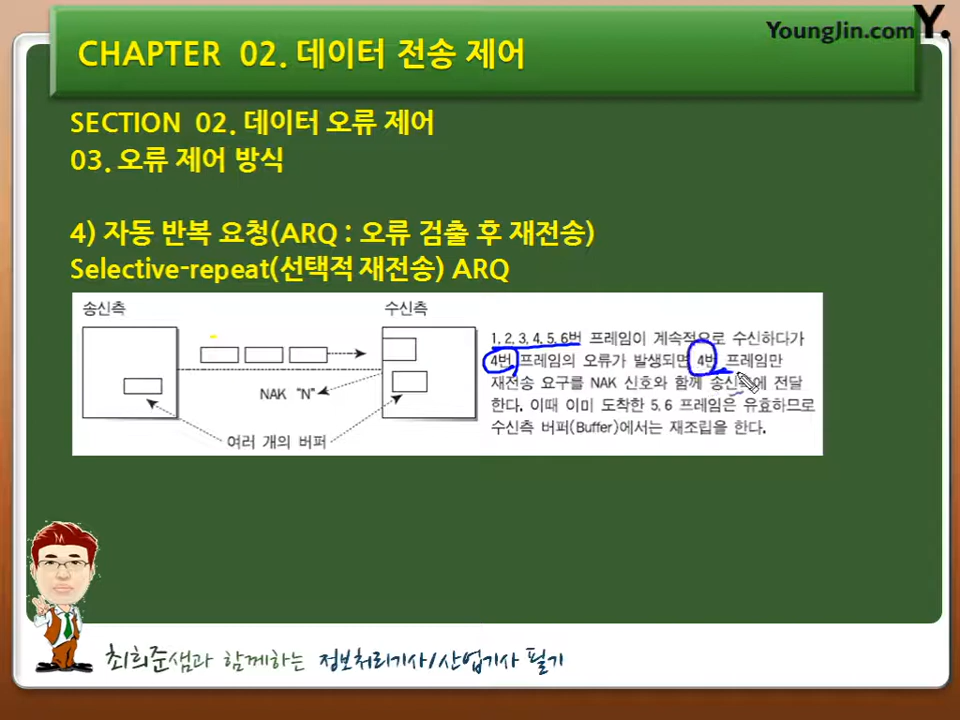 YoungJin.com Y.
CHAPTER 02. 데이터 전송 제어
SECTION 02. 데이터 오류 제어
03. 오류 제어 방식
4) 자동 반복 요청(ARQ : 오류 검출 후 재전송)
Selective-repeat(선택적 재전송) ARQ
송신측
수신측
NAK "N"
여러 개의 버퍼
1, 2, 3, 4, 5, 6번 프레임이 계속적으로 수신하다가
4번 프레임의 오류가 발생되면 4번 프레임만
재전송 요구를 NAK 신호와 함께 송신측에 전달
한다. 이때 이미 도착한 5, 6 프레임은 유효하므로
수신측 버퍼(Buffer)에서는 재조립을 한다.
최희준샘과 함께하는 정보처리기사/산업기사 필기